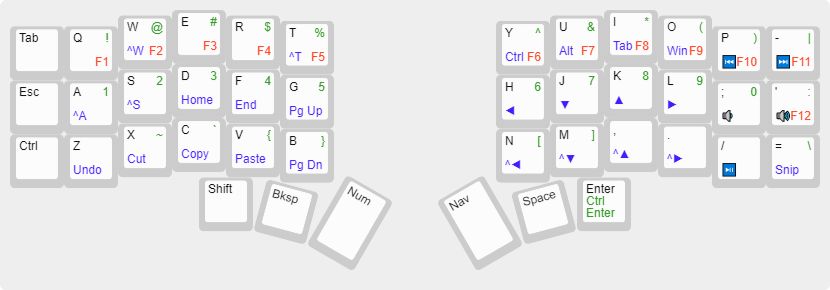 Tab
Q !
F1
W @
^W F2
E #
F3
R $
F4
T %
^T F5
Y ^
Ctrl F6
U &
Alt F7
I *
Tab F8
O (
Win F9
P )
⏮ F10
- |
⏭ F11
Esc
A 1
^A
S 2
^S
D 3
Home
F 4
End
G 5
Pg Up
H 6
◄
J 7
▼
K 8
▲
L 9
►
; 0
🔉
' :
🔊 F12
Ctrl
Z
Undo
X ~
Cut
C `
Copy
V {
Paste
B }
Pg Dn
N [
^◄
M ]
^▼
,
^▲
.
^►
/
⏯
= \
Snip
Shift
Bksp
Num
Nav
Space
Enter
Ctrl
Enter